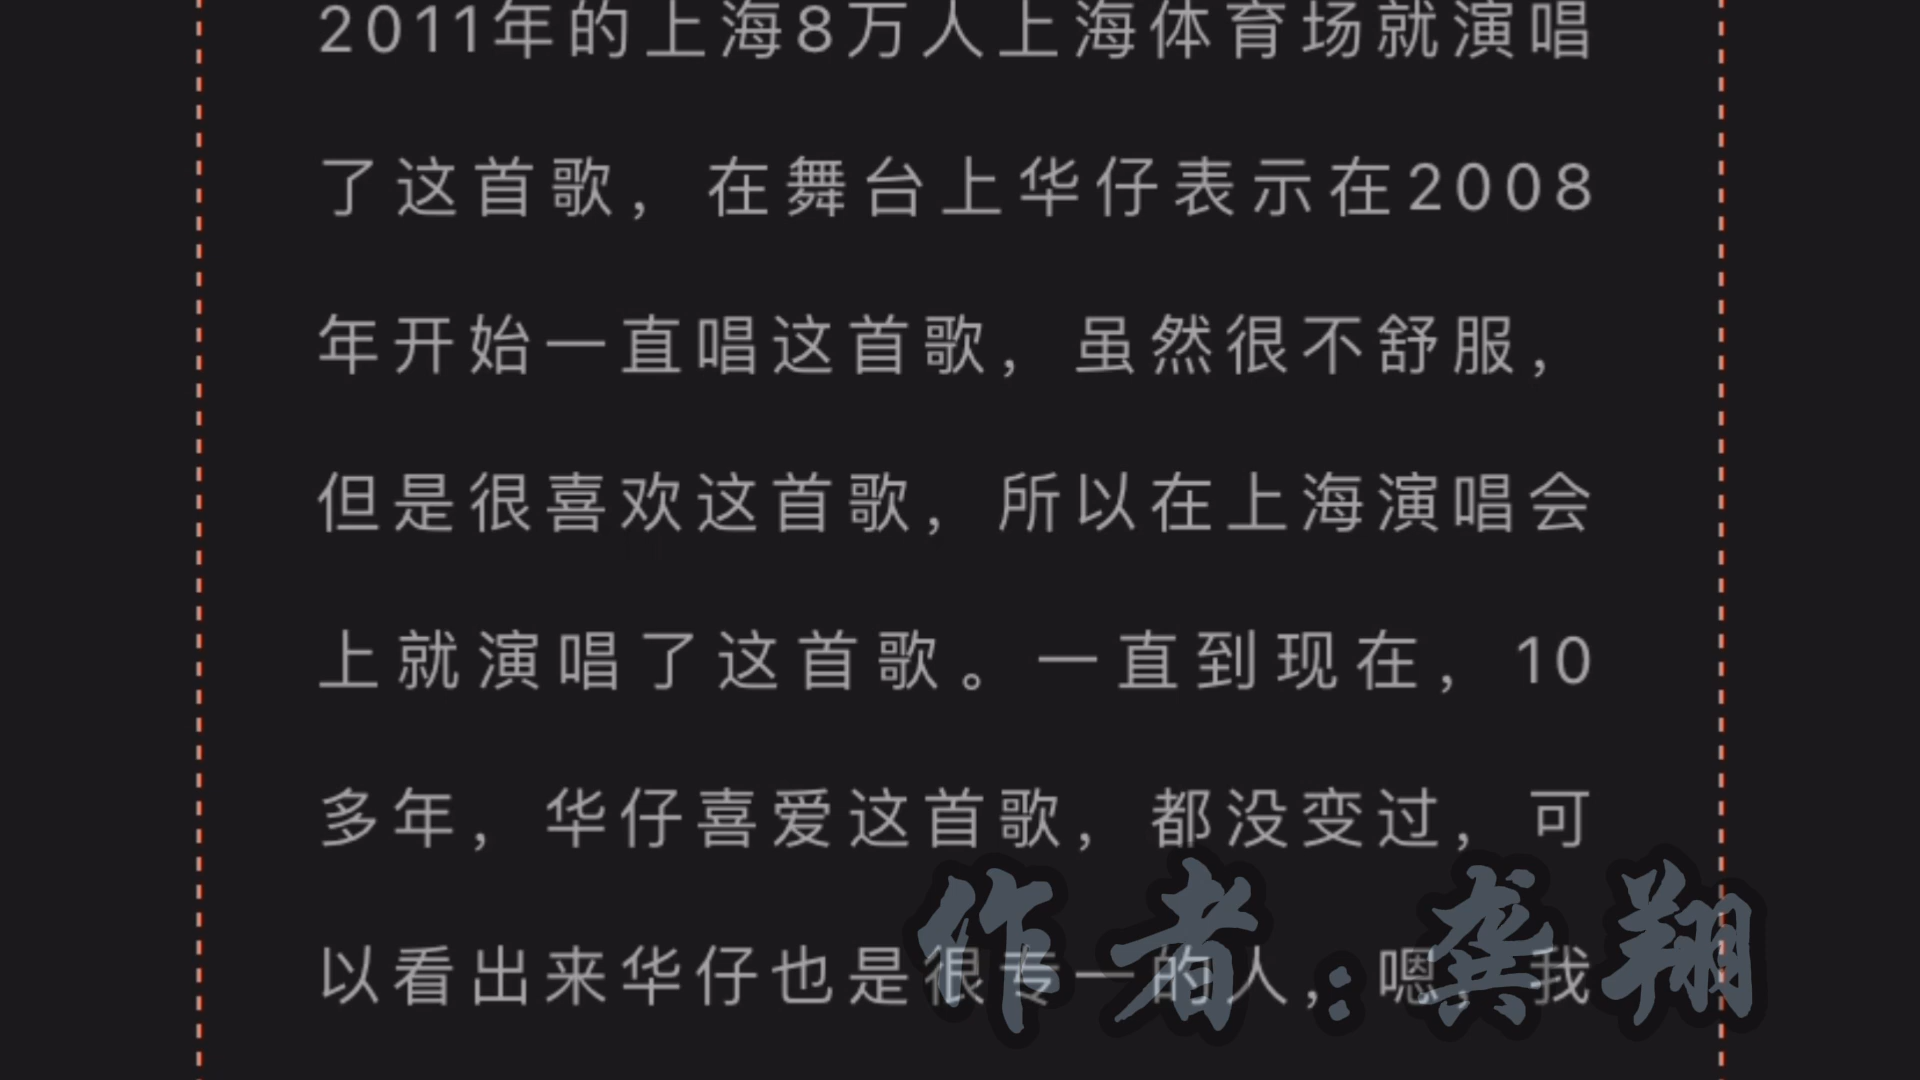 2011年的上海8万人上海体育场就演唱
了这首歌，在舞台上华仔表示在2008
年开始一直唱这首歌，虽然很不舒服，
但是很喜欢这首歌，所以在上海演唱会
上就演唱了这首歌。一直到现在，10
多年，华仔喜爱这首歌，都没变过，可
以看出来华仔也是很专一的人，嗯，我
作者：龚翔